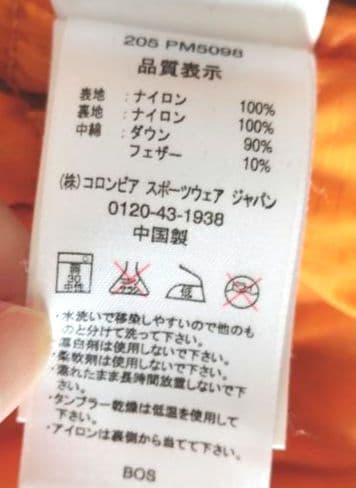 205 PM5098
品質表示
表地 : ナイロン 100%
裏地 : ナイロン 100%
中綿 : ダウン 90%
フェザー 10%
(株)コロンビア スポーツウェア ジャパン
0120-43-1938
中国製
30 中性 低
・水洗いで移染しやすいので他のも
のと分けて洗って下さい。
・蛍白剤は使用しないで下さい。
・柔軟剤は使用しないで下さい。
・濡れたまま長時間放置しないで下
さい。
・タンブラー乾燥は低温を使用して
下さい。
・アイロンは裏側から当てて下さい。
BOS